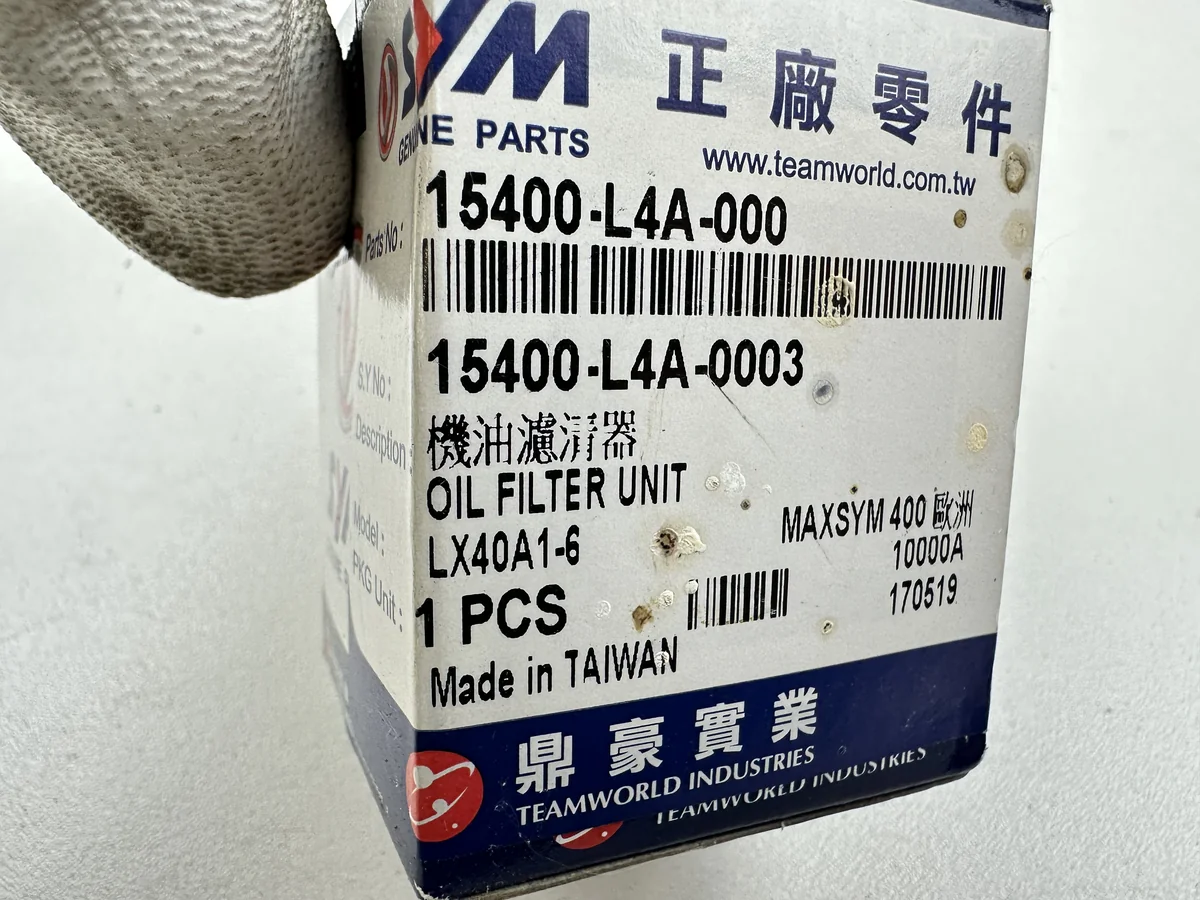 SYM 正廠零件
GENUINE PARTS
www.teamworld.com.tw
Parts No : 15400-L4A-000
S.Y No : 15400-L4A-0003
Description : 機油濾清器
OIL FILTER UNIT
Model : LX40A1-6 MAXSYM 400 歐洲
10000A
PKG Unit : 1 PCS 170519
Made in TAIWAN
鼎豪實業
TEAMWORLD INDUSTRIES
TEAMWORLD INDUSTRIES